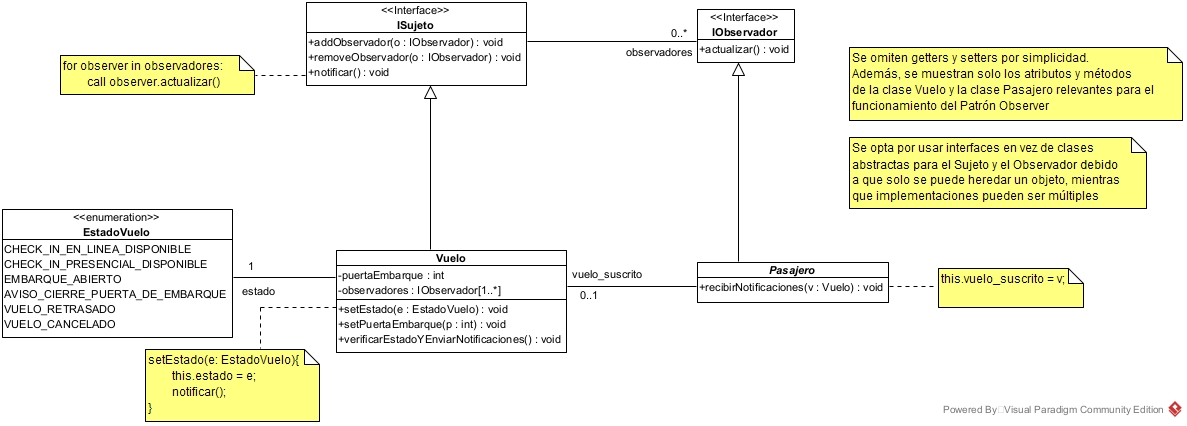 <<Interface>>
ISujeto
+addObservador(o : IObservador) : void
+removeObservador(o : IObservador) : void
+notificar() : void
0..*
observadores
<<Interface>>
IObservador
+actualizar() : void
for observer in observadores:
call observer.actualizar()
Se omiten getters y setters por simplicidad.
Además, se muestran solo los atributos y métodos
de la clase Vuelo y la clase Pasajero relevantes para el
funcionamiento del Patrón Observer
Se opta por usar interfaces en vez de clases
abstractas para el Sujeto y el Observador debido
a que solo se puede heredar un objeto, mientras
que implementaciones pueden ser múltiples
<<enumeration>>
EstadoVuelo
CHECK_IN_EN_LINEA_DISPONIBLE
CHECK_IN_PRESENCIAL_DISPONIBLE
EMBARQUE_ABIERTO
AVISO_CIERRE_PUERTA_DE_EMBARQUE
VUELO_RETRASADO
VUELO_CANCELADO
1
estado
Vuelo
-puertaEmbarque : int
-observadores : IObservador[1..*]
+setEstado(e : EstadoVuelo) : void
+setPuertaEmbarque(p : int) : void
+verificarEstadoYEnviarNotificaciones() : void
vuelo_suscrito
0..1
Pasajero
+recibirNotificaciones(v : Vuelo) : void
this.vuelo_suscrito = v;
setEstado(e: EstadoVuelo){
this.estado = e;
notificar();
}
Powered By Visual Paradigm Community Edition